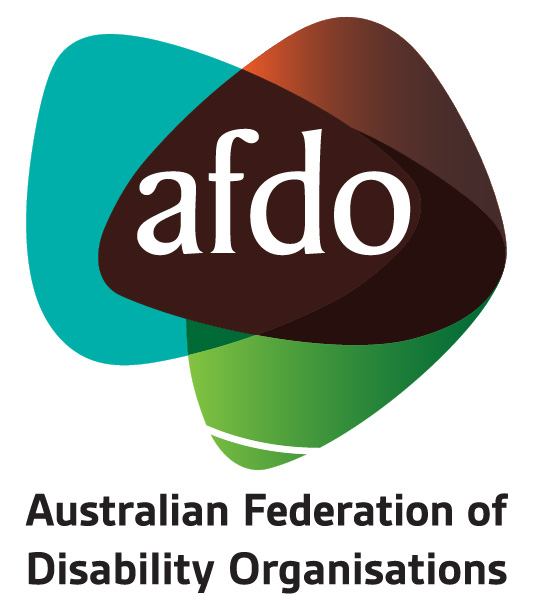 afdo
Australian Federation of
Disability Organisations